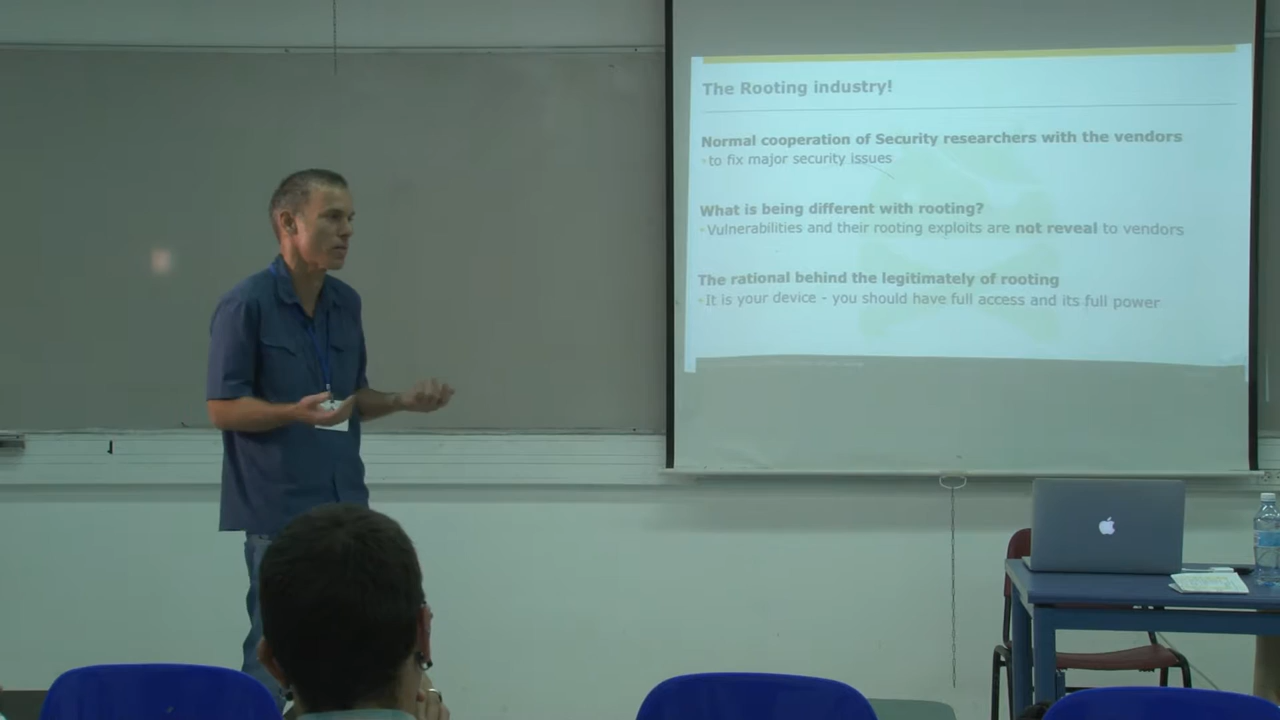 The Rooting industry!
Normal cooperation of Security researchers with the vendors
to fix major security issues
What is being different with rooting?
Vulnerabilities and their rooting exploits are not reveal to vendors
The rational behind the legitimately of rooting
It is your device - you should have full access and its full power